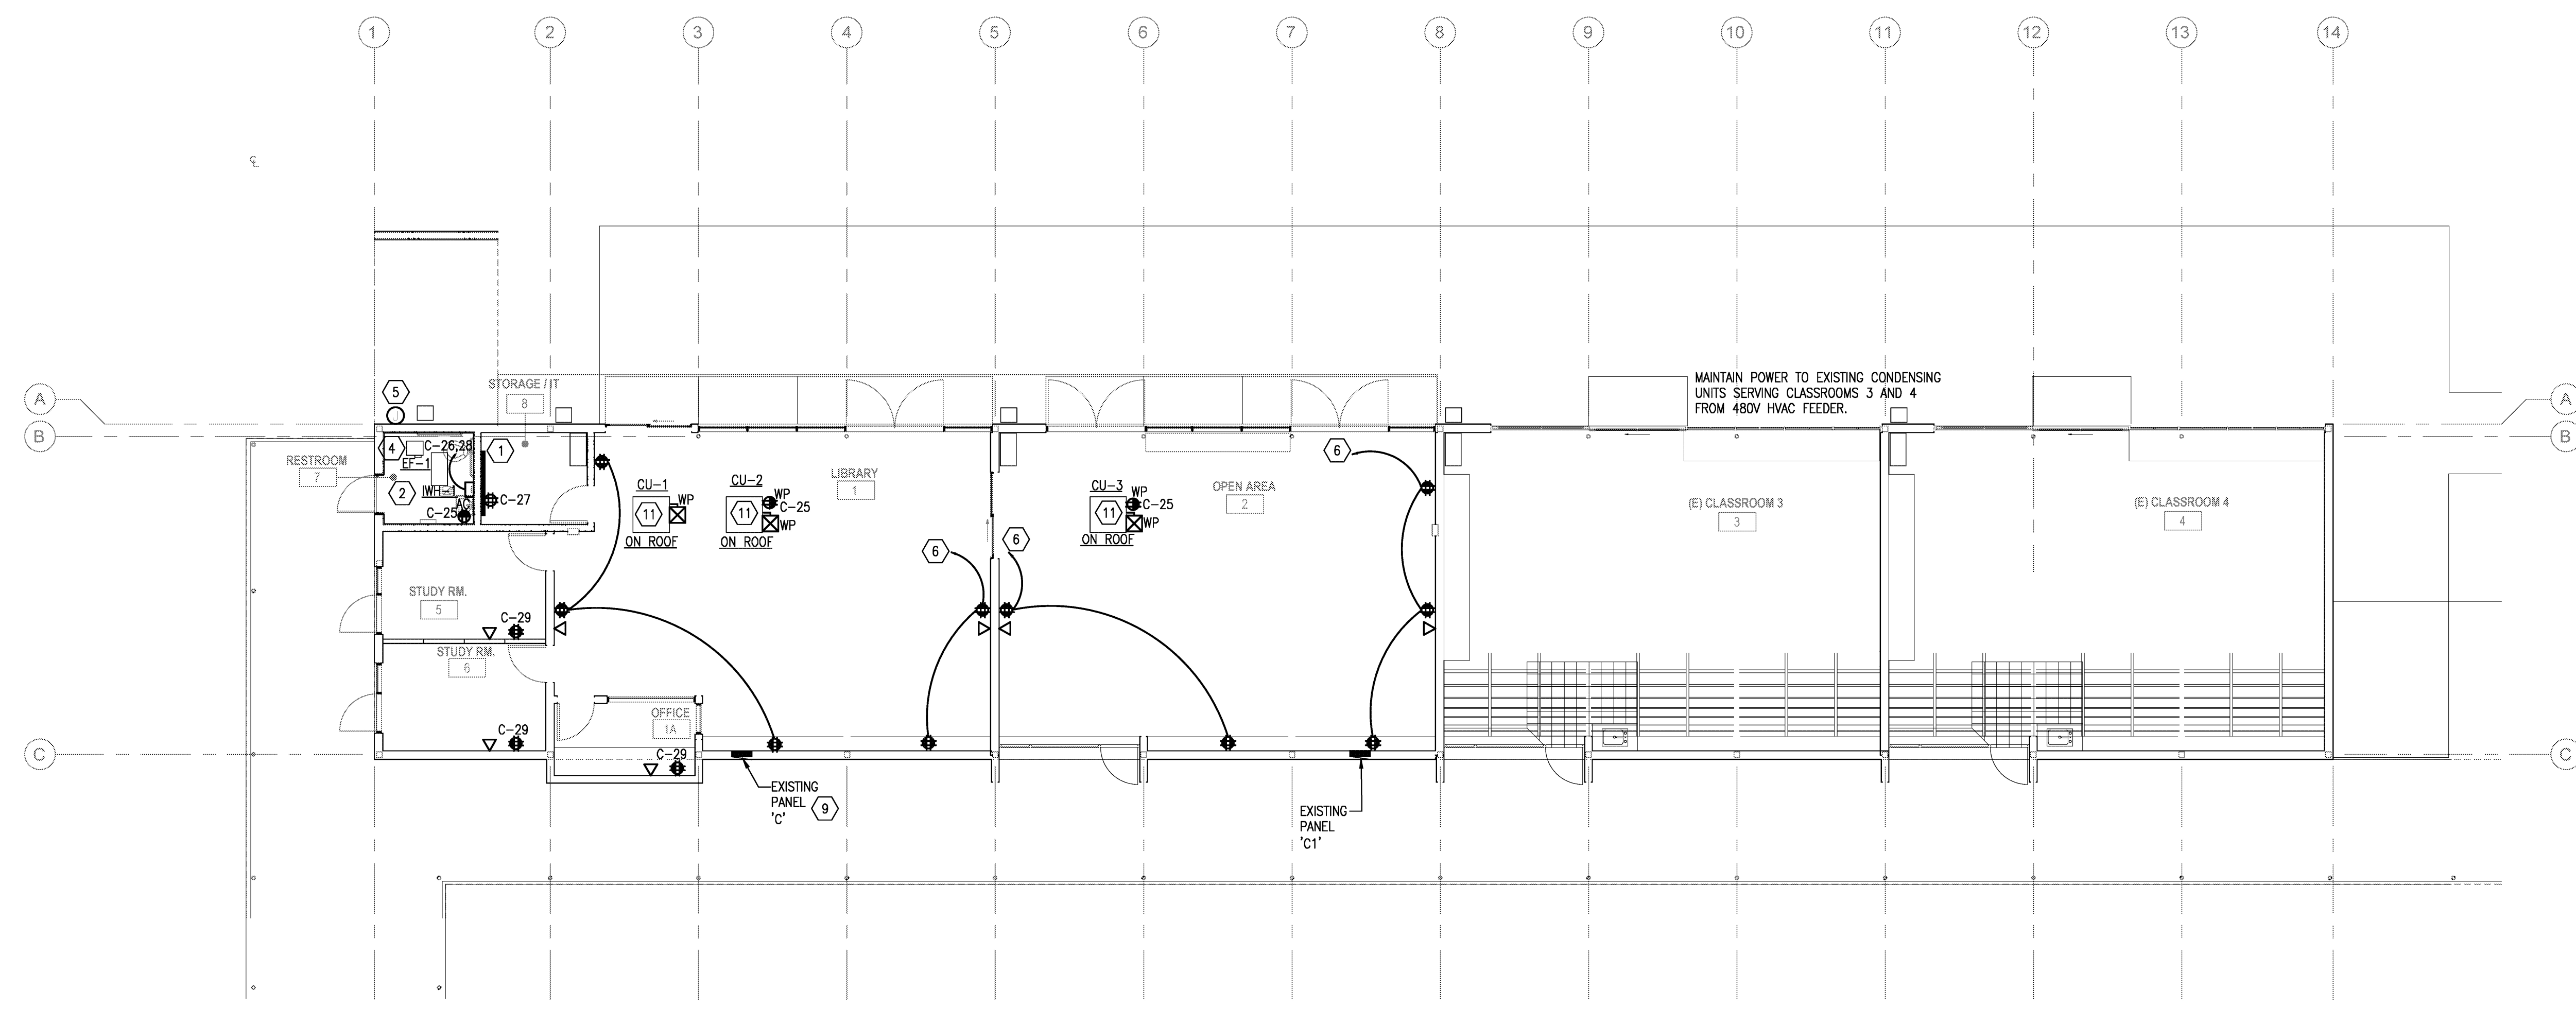 1 2 3 4 5 6 7 8 9 10 11 12 13 14
℄
MAINTAIN POWER TO EXISTING CONDENSING
UNITS SERVING CLASSROOMS 3 AND 4
FROM 480V HVAC FEEDER.
A
A
B
B
5
J
STORAGE / IT
8
4
C-26,28
EF-1
1
RESTROOM
7
2
IWH-1
AC
C-25
C-27
CU-1
WP
11
ON ROOF
CU-2
WP
C-25
11
WP
ON ROOF
LIBRARY
1
6
6
CU-3
WP
C-25
11
WP
ON ROOF
OPEN AREA
2
6
(E) CLASSROOM 3
3
(E) CLASSROOM 4
4
STUDY RM.
5
C-29
STUDY RM.
6
C-29
OFFICE
1A
C-29
C
C
EXISTING
PANEL
'C'
9
EXISTING
PANEL
'C1'